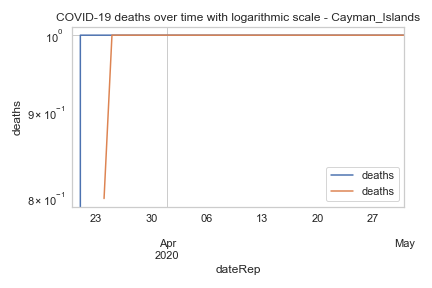 COVID-19 deaths over time with logarithmic scale - Cayman_Islands
10⁰
9 × 10⁻¹
8 × 10⁻¹
deaths
deaths
deaths
23 30 06 13 20 27
Apr May
2020
dateRep